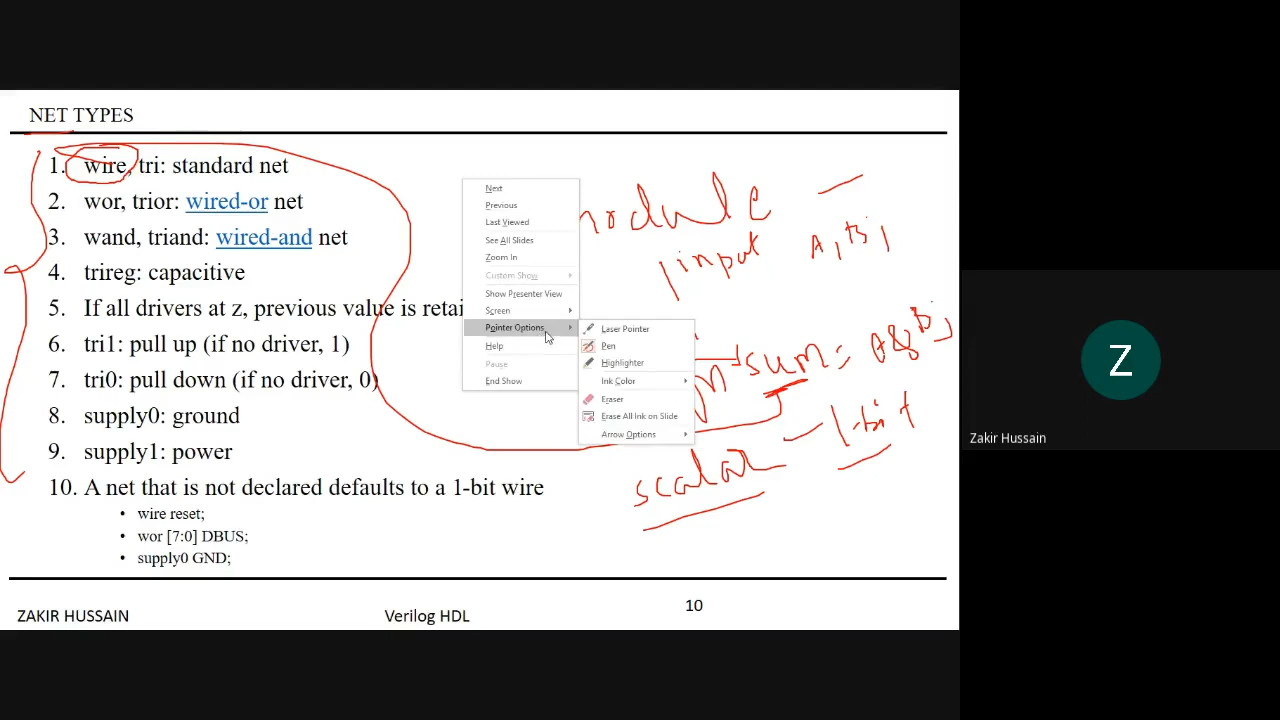 NET TYPES
1. wire, tri: standard net
2. wor, trior: wired-or net
3. wand, triand: wired-and net
4. trireg: capacitive
5. If all drivers at z, previous value is retai
6. tri1: pull up (if no driver, 1)
7. tri0: pull down (if no driver, 0)
8. supply0: ground
9. supply1: power
10. A net that is not declared defaults to a 1-bit wire
• wire reset;
• wor [7:0] DBUS;
• supply0 GND;
Next
Previous
Last Viewed
See All Slides
Zoom In
Custom Show
Show Presenter View
Screen
Pointer Options
Help
Pause
End Show
Laser Pointer
Pen
Highlighter
Ink Color
Eraser
Erase All Ink on Slide
Arrow Options
input A, B,
sum = A & B;
scalar - 1-bit
ZAKIR HUSSAIN
Verilog HDL
10
Z
Zakir Hussain